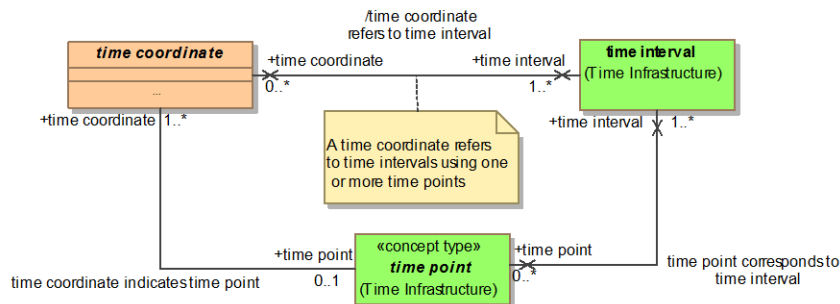 /time coordinate
refers to time interval
time coordinate
...
+time coordinate
0..*
+time interval
1..*
time interval
(Time Infrastructure)
+time coordinate
1..*
A time coordinate refers
to time intervals using one
or more time points
+time interval
1..*
+time point
0..1
«concept type»
time point
(Time Infrastructure)
+time point
0..*
time coordinate indicates time point
time point corresponds to
time interval